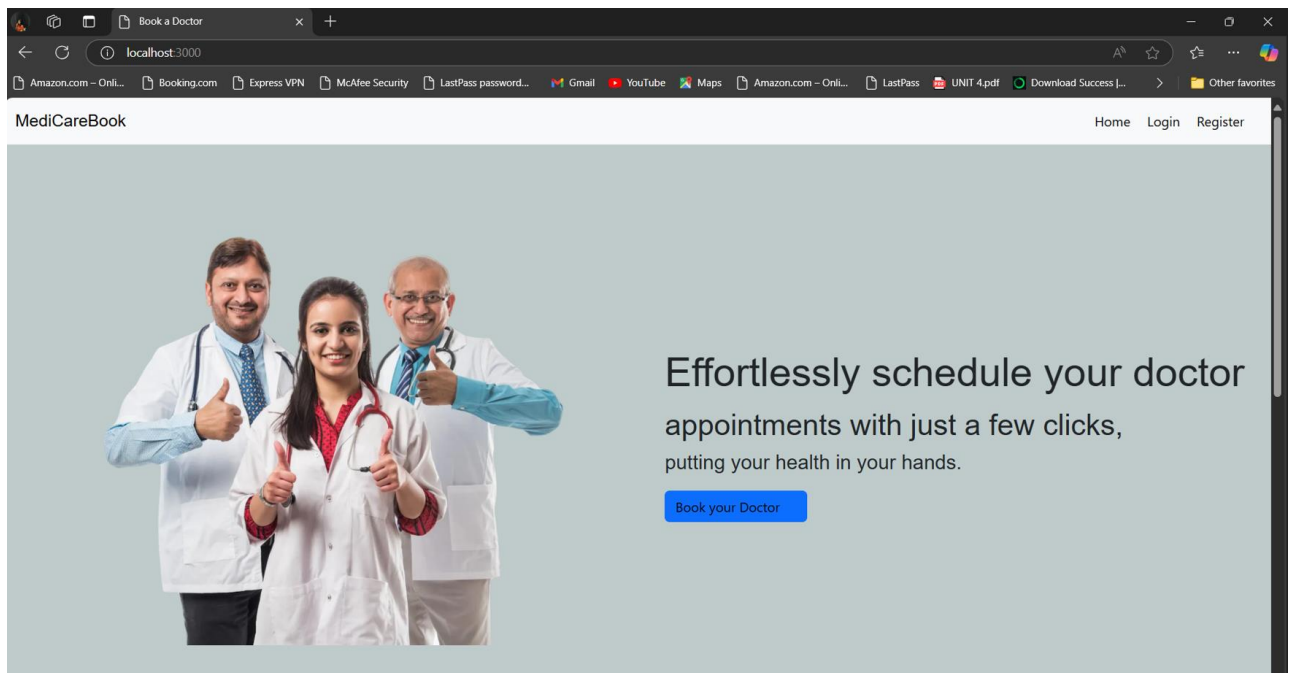 Book a Doctor
localhost:3000
Amazon.com – Onli... Booking.com Express VPN McAfee Security LastPass password... Gmail YouTube Maps Amazon.com – Onli... LastPass UNIT 4.pdf Download Success |... Other favorites
MediCareBook Home Login Register
Effortlessly schedule your doctor
appointments with just a few clicks,
putting your health in your hands.
Book your Doctor